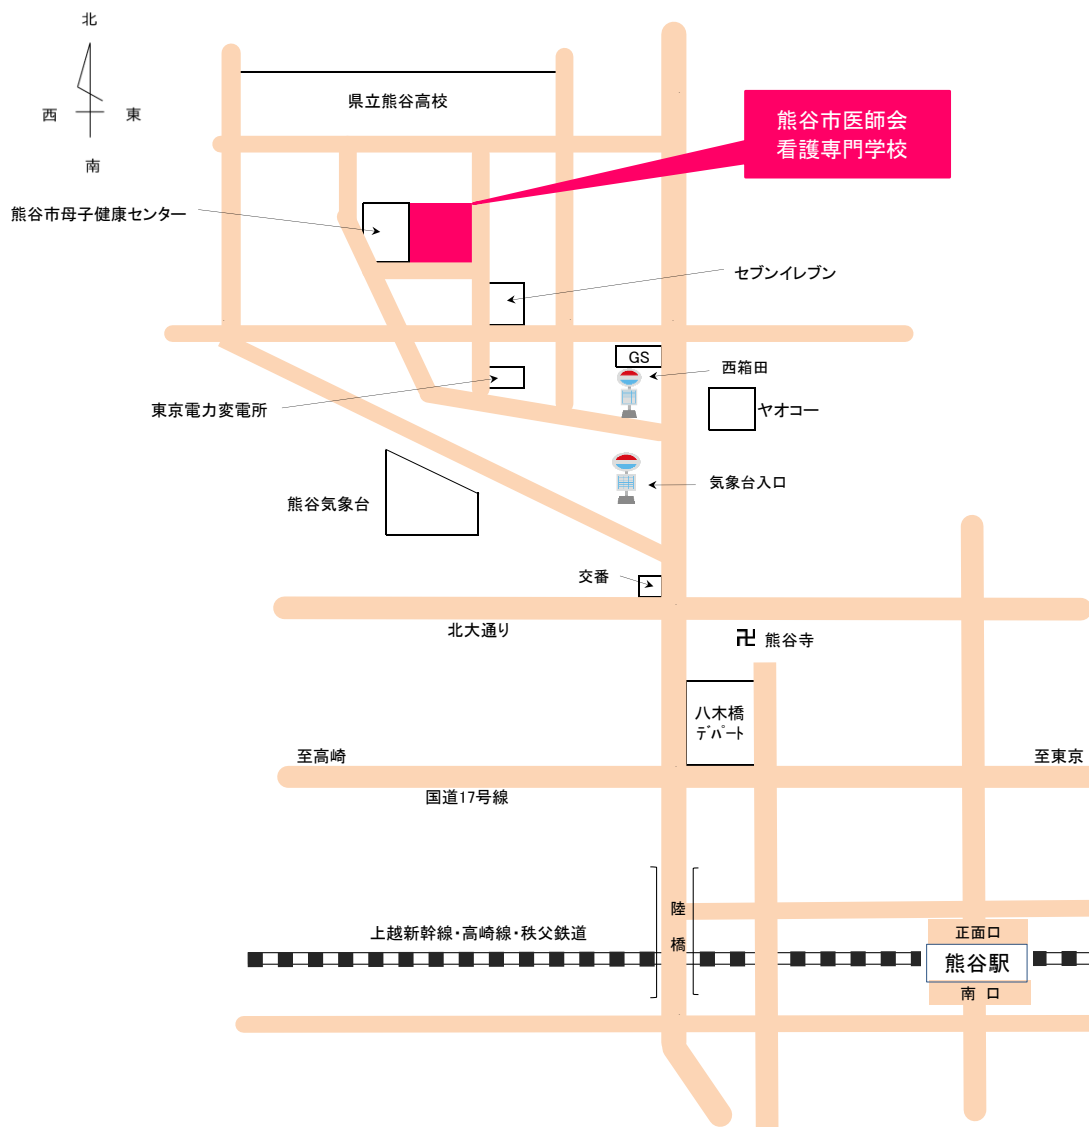 北
西
東
南
県立熊谷高校
熊谷市医師会
看護専門学校
熊谷市母子健康センター
セブンイレブン
GS
西箱田
東京電力変電所
ヤオコー
熊谷気象台
気象台入口
交番
北大通り
卍 熊谷寺
八木橋
ﾃﾞﾊﾟｰﾄ
至高崎
至東京
国道17号線
陸
橋
上越新幹線・高崎線・秩父鉄道
正面口
熊谷駅
南 口